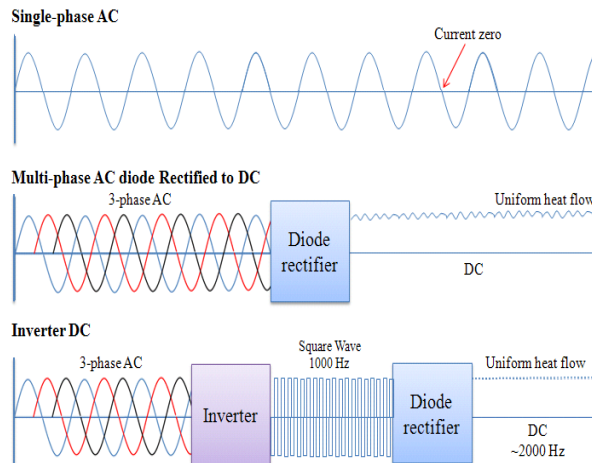 Single-phase AC
Current zero
Multi-phase AC diode Rectified to DC
3-phase AC
Uniform heat flow
Diode
rectifier
DC
Inverter DC
Square Wave
1000 Hz
3-phase AC
Uniform heat flow
Inverter
Diode
rectifier
DC
~2000 Hz